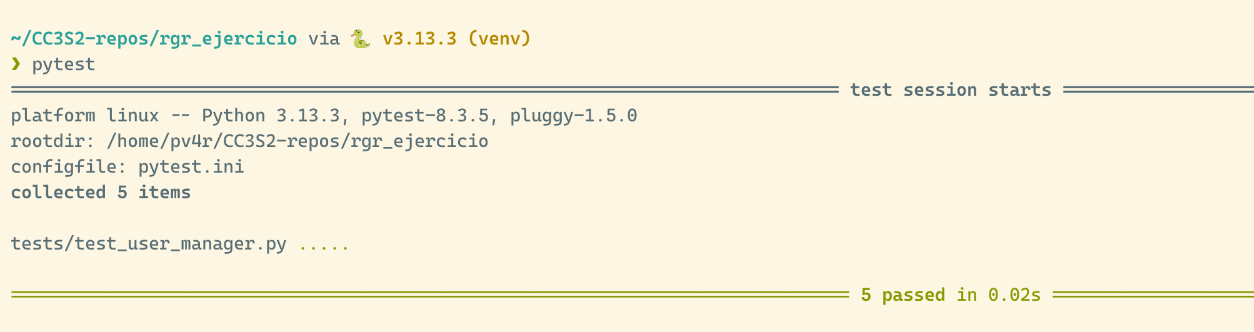 ~/CC3S2-repos/rgr_ejercicio via 🐍 v3.13.3 (venv)
❯ pytest
════════ test session starts ════════
platform linux -- Python 3.13.3, pytest-8.3.5, pluggy-1.5.0
rootdir: /home/pv4r/CC3S2-repos/rgr_ejercicio
configfile: pytest.ini
collected 5 items
tests/test_user_manager.py .....
════════ 5 passed in 0.02s ════════